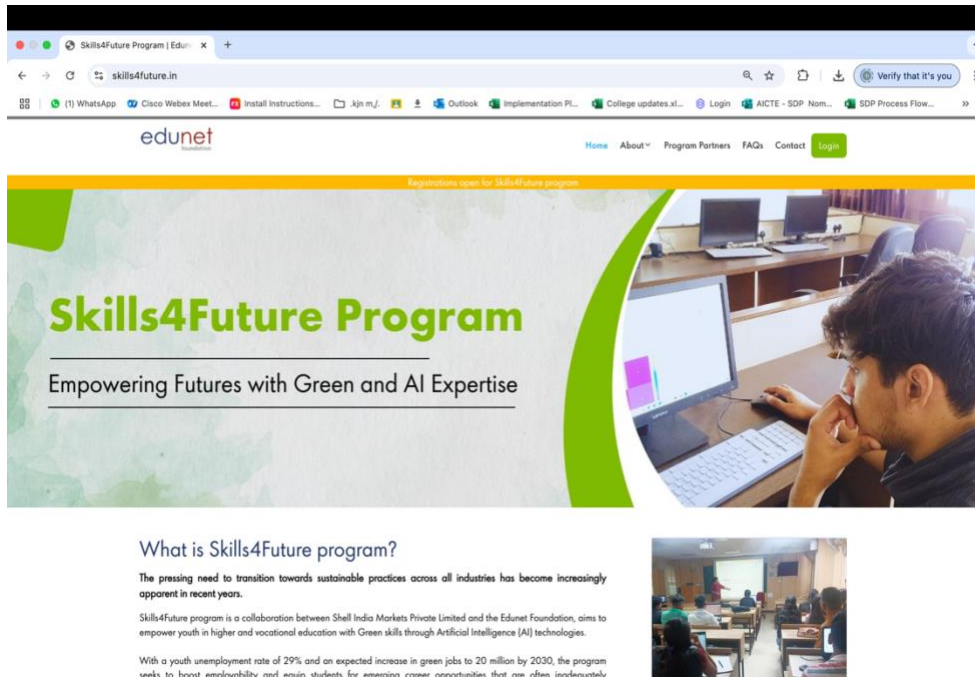 Skills4Future Program | Edun
skills4future.in
Verify that it's you
(1) WhatsApp
Cisco Webex Meet...
Install Instructions...
.kjn m,/.
Outlook
Implementation Pl...
College updates.xl...
Login
AICTE - SDP Nom...
SDP Process Flow...
edunet
foundation
Home
About
Program Partners
FAQs
Contact
Login
Registrations open for Skills4Future program
Skills4Future Program
Empowering Futures with Green and AI Expertise
What is Skills4Future program?
The pressing need to transition towards sustainable practices across all industries has become increasingly
apparent in recent years.
Skills4Future program is a collaboration between Shell India Markets Private Limited and the Edunet Foundation, aims to
empower youth in higher and vocational education with Green skills through Artificial Intelligence (AI) technologies.
With a youth unemployment rate of 29% and an expected increase in green jobs to 20 million by 2030, the program
seeks to boost employability and equip students for emerging career opportunities that are often inadequately